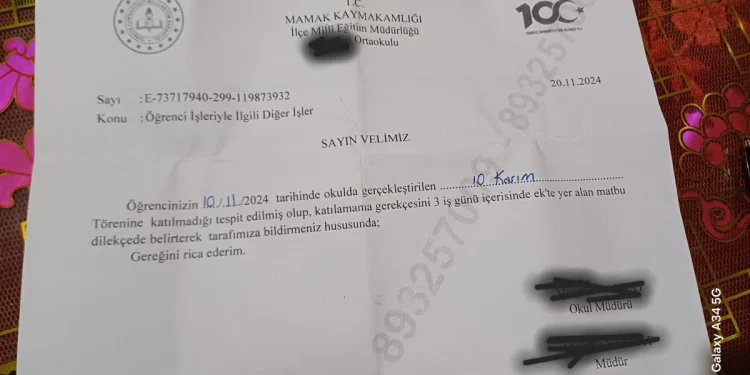 T.C.
MAMAK KAYMAKAMLIĞI
İlçe Milli Eğitim Müdürlüğü
Ortaokulu
100
20.11.2024
Sayı : E-73717940-299-119873932
Konu : Öğrenci İşleriyle İlgili Diğer İşler
SAYIN VELİMİZ
Öğrencinizin 10/11/2024 tarihinde okulda gerçekleştirilen ............10 Kasım............
Törenine katılmadığı tespit edilmiş olup, katılamama gerekçesini 3 iş günü içerisinde ek'te yer alan matbu
dilekçede belirterek tarafımıza bildirmeniz hususunda;
Gereğini rica ederim.
Okul Müdürü
Müdür
Galaxy A34 5G